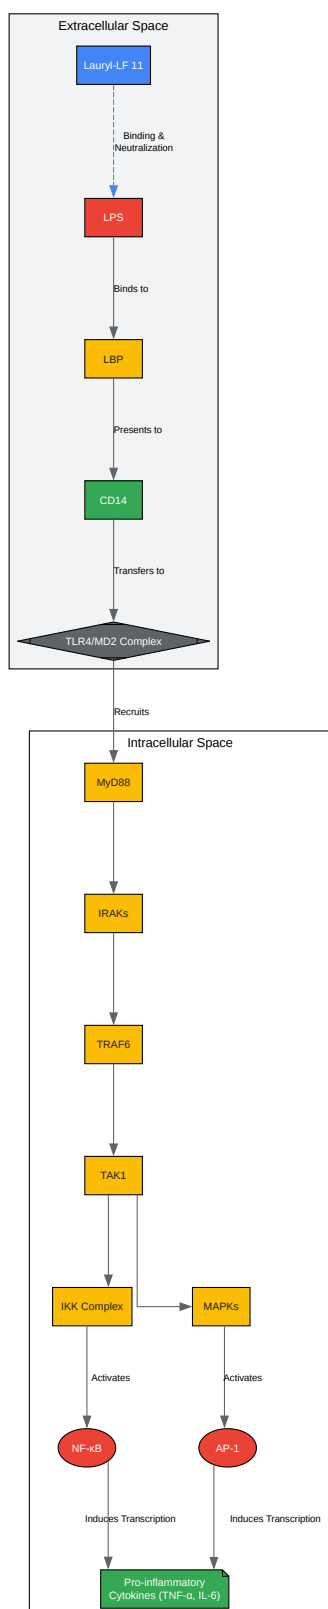 Extracellular Space
Lauryl-LF 11
Binding &
Neutralization
LPS
Binds to
LBP
Presents to
CD14
Transfers to
TLR4/MD2 Complex
Recruits
Intracellular Space
MyD88
IRAKs
TRAF6
TAK1
IKK Complex
MAPKs
Activates
Activates
NF-κB
AP-1
Induces Transcription
Induces Transcription
Pro-inflammatory
Cytokines (TNF-α, IL-6)